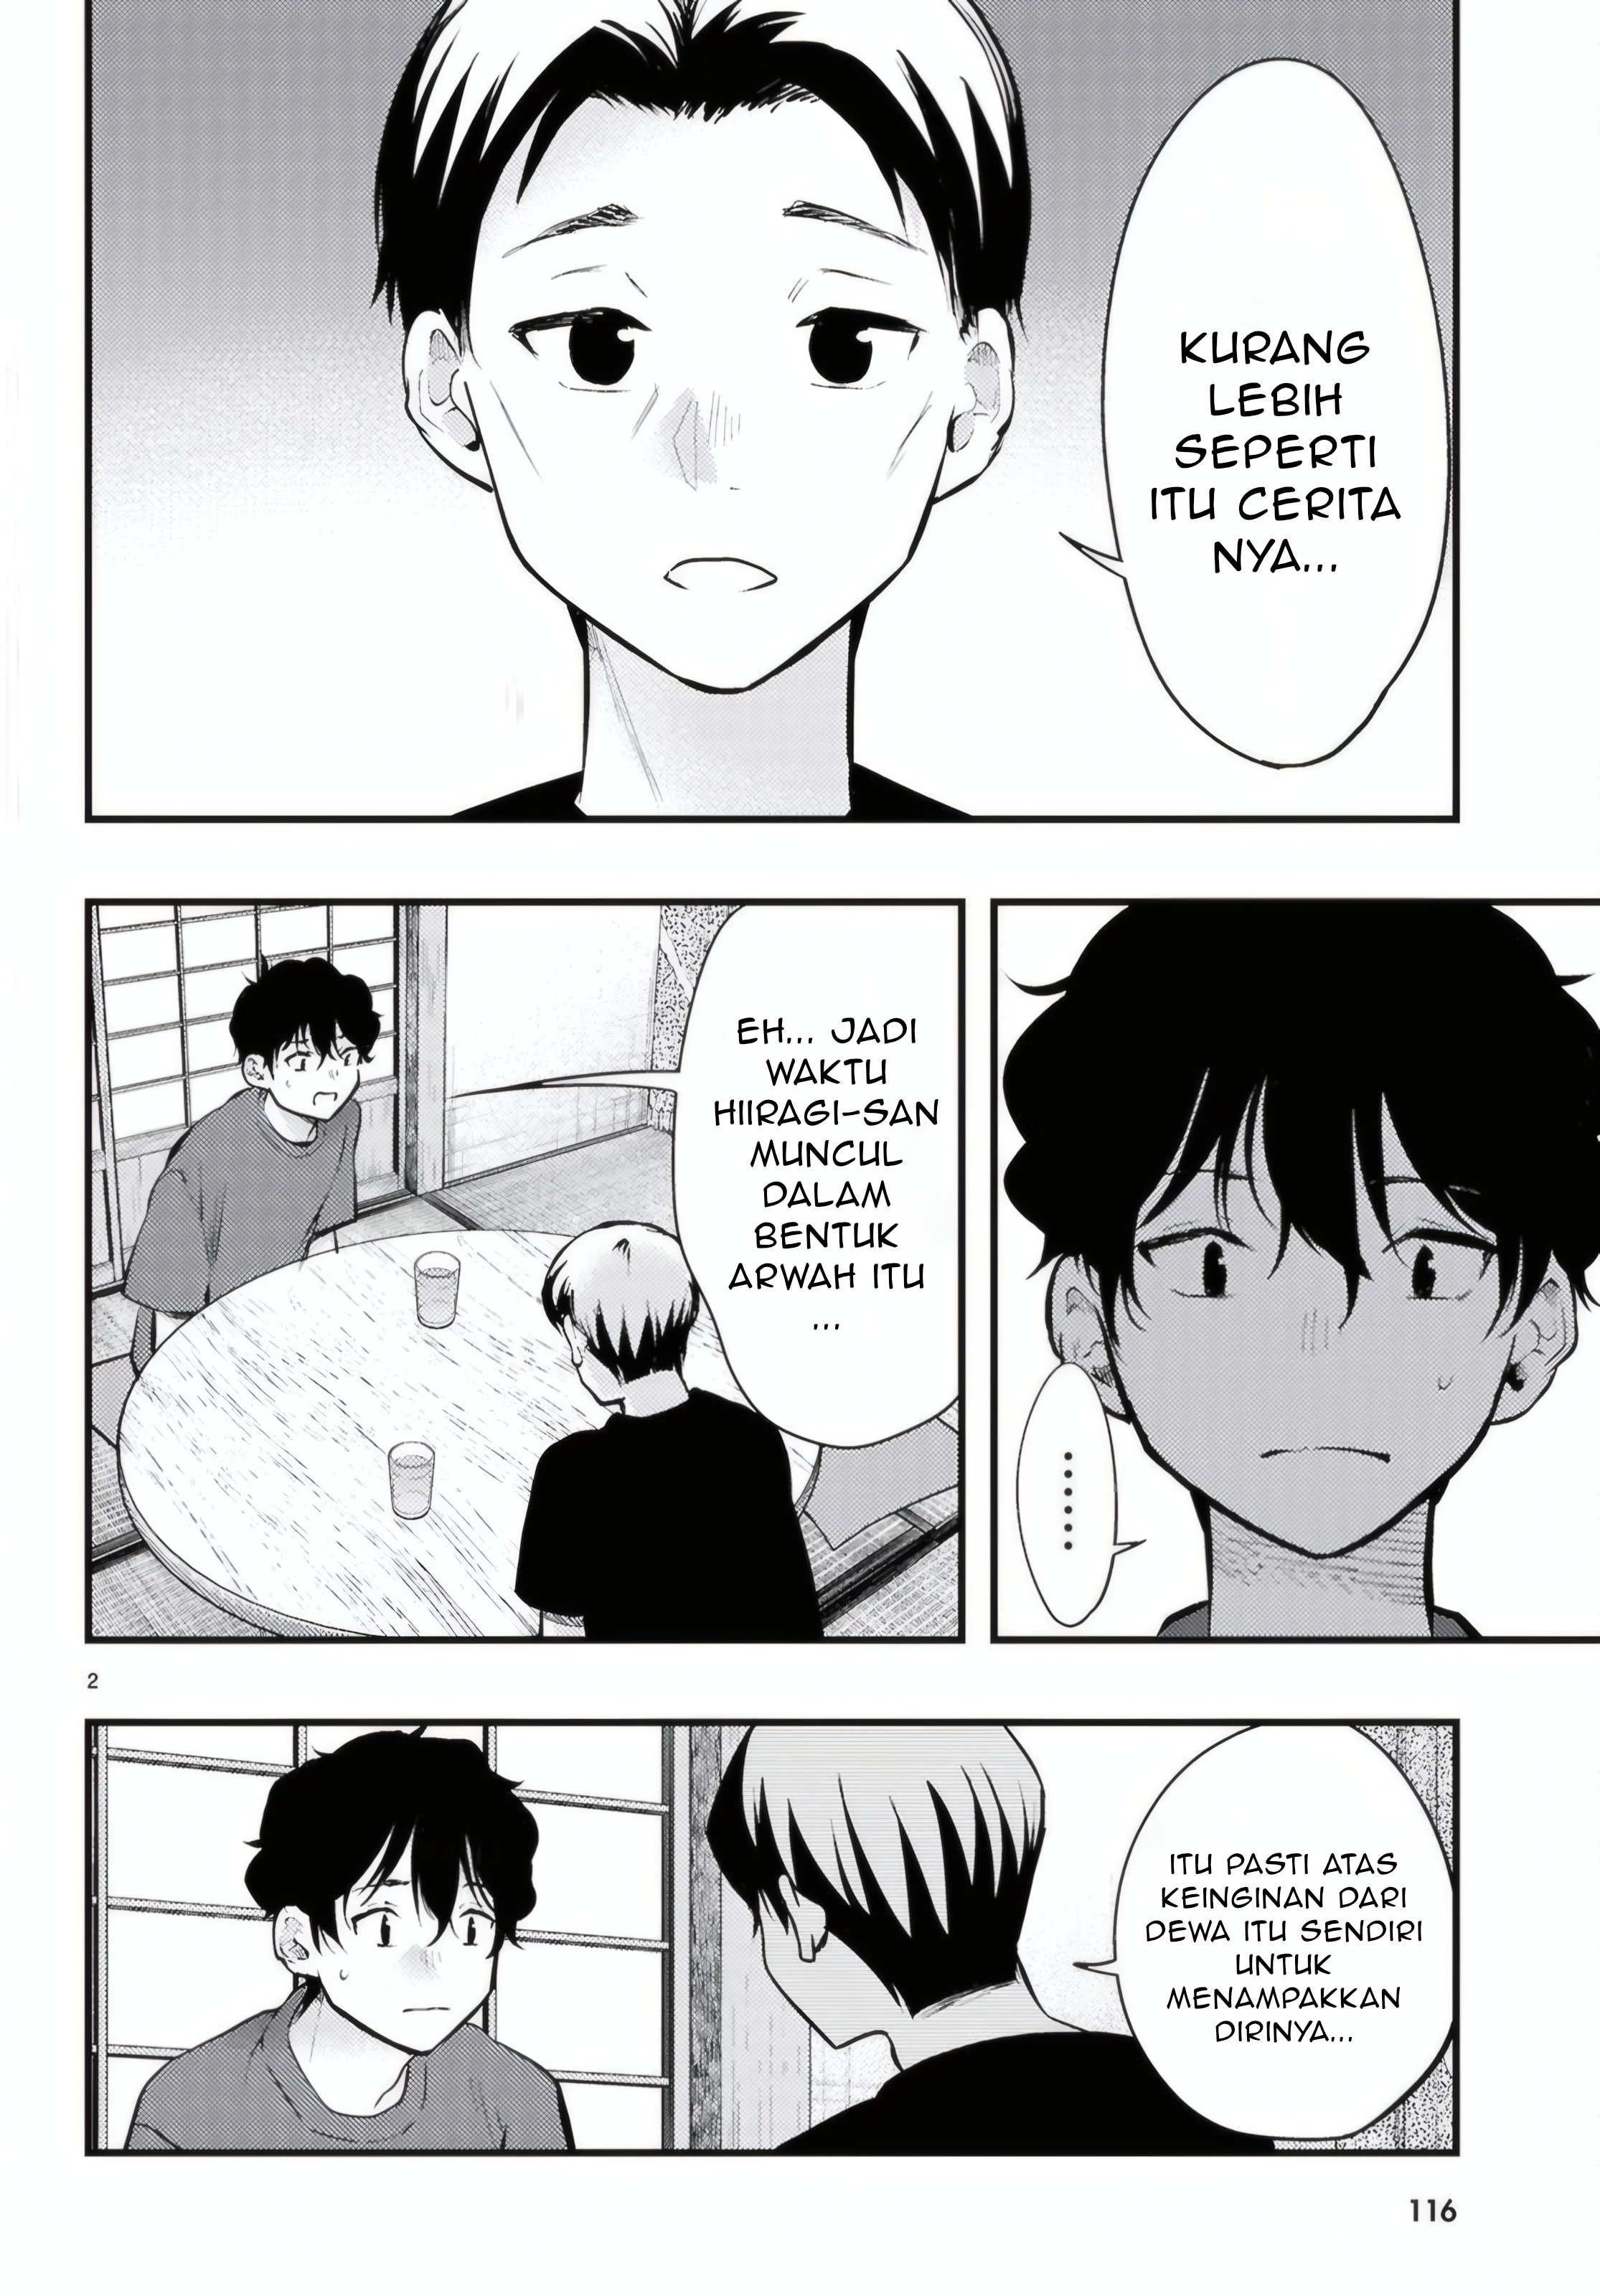 KURANG
LEBIH
SEPERTI
ITU CERITA
NYA...
......
EH... JADI
WAKTU
HIIRAGI-SAN
MUNCUL
DALAM
BENTUK
ARWAH ITU
...
2
ITU PASTI ATAS
KEINGINAN DARI
DEWA ITU SENDIRI
UNTUK
MENAMPAKKAN
DIRINYA...
116